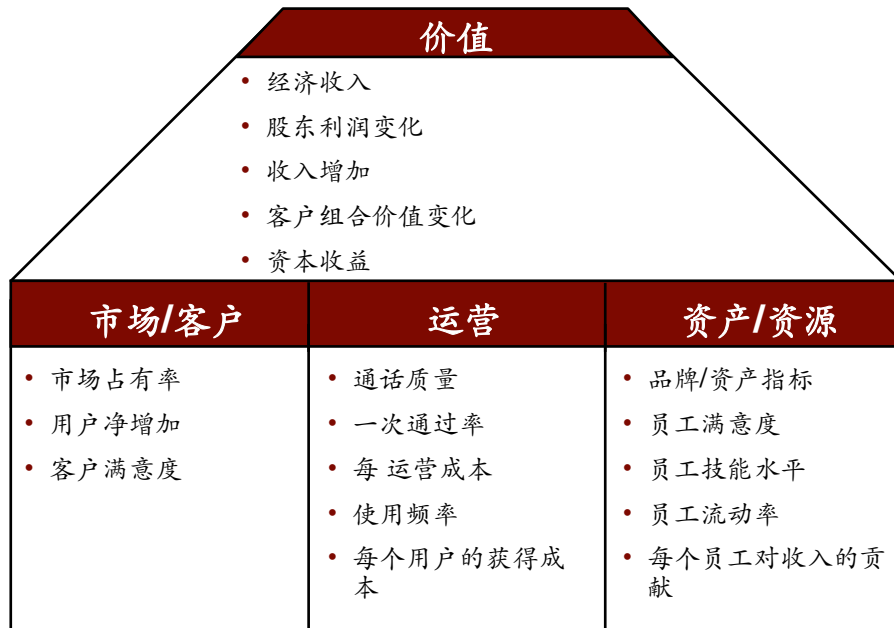 价值
• 经济收入
• 股东利润变化
• 收入增加
• 客户组合价值变化
• 资本收益
市场/客户
• 市场占有率
• 用户净增加
• 客户满意度
运营
• 通话质量
• 一次通过率
• 每 运营成本
• 使用频率
• 每个用户的获得成
本
资产/资源
• 品牌/资产指标
• 员工满意度
• 员工技能水平
• 员工流动率
• 每个员工对收入的贡
献